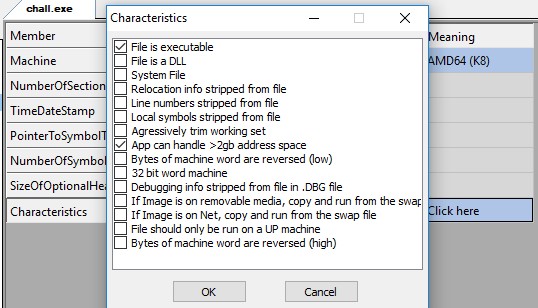 chall.exe
Characteristics
Member
Meaning
Machine
AMD64 (K8)
NumberOfSection
TimeDateStamp
PointerToSymbolT
NumberOfSymbol
SizeOfOptionalHea
Characteristics
Click here
File is executable
File is a DLL
System File
Relocation info stripped from file
Line numbers stripped from file
Local symbols stripped from file
Agressively trim working set
App can handle >2gb address space
Bytes of machine word are reversed (low)
32 bit word machine
Debugging info stripped from file in .DBG file
If Image is on removable media, copy and run from the swap
If Image is on Net, copy and run from the swap file
File should only be run on a UP machine
Bytes of machine word are reversed (high)
OK
Cancel